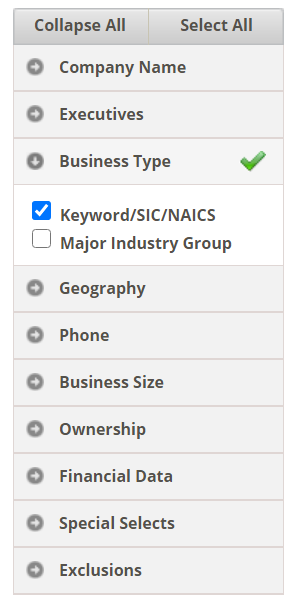 Collapse All Select All
Company Name
Executives
Business Type
Keyword/SIC/NAICS
Major Industry Group
Geography
Phone
Business Size
Ownership
Financial Data
Special Selects
Exclusions